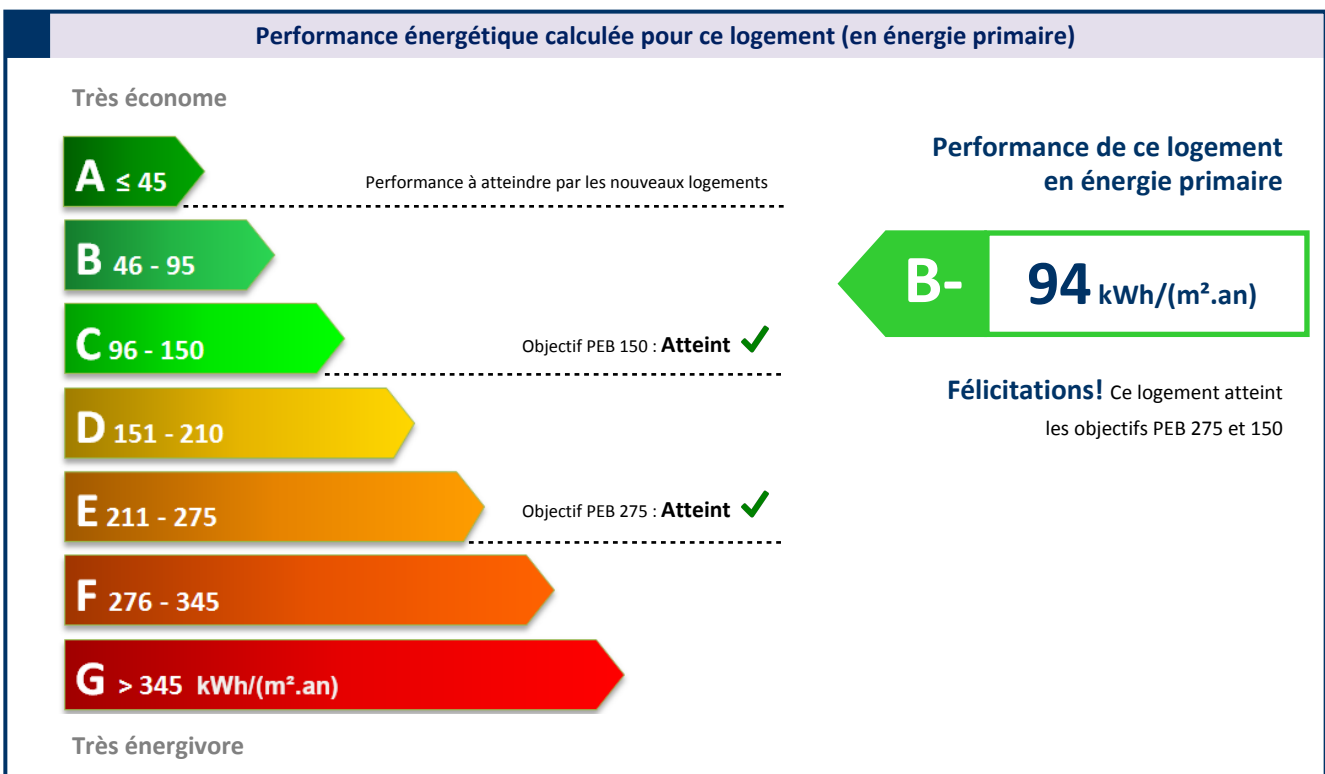 Performance énergétique calculée pour ce logement (en énergie primaire)
Très économe
A ≤ 45
Performance à atteindre par les nouveaux logements
B 46 - 95
C 96 - 150
Objectif PEB 150 : Atteint
D 151 - 210
E 211 - 275
Objectif PEB 275 : Atteint
F 276 - 345
G > 345 kWh/(m².an)
Très énergivore
Performance de ce logement
en énergie primaire
B- 94 kWh/(m².an)
Félicitations! Ce logement atteint
les objectifs PEB 275 et 150